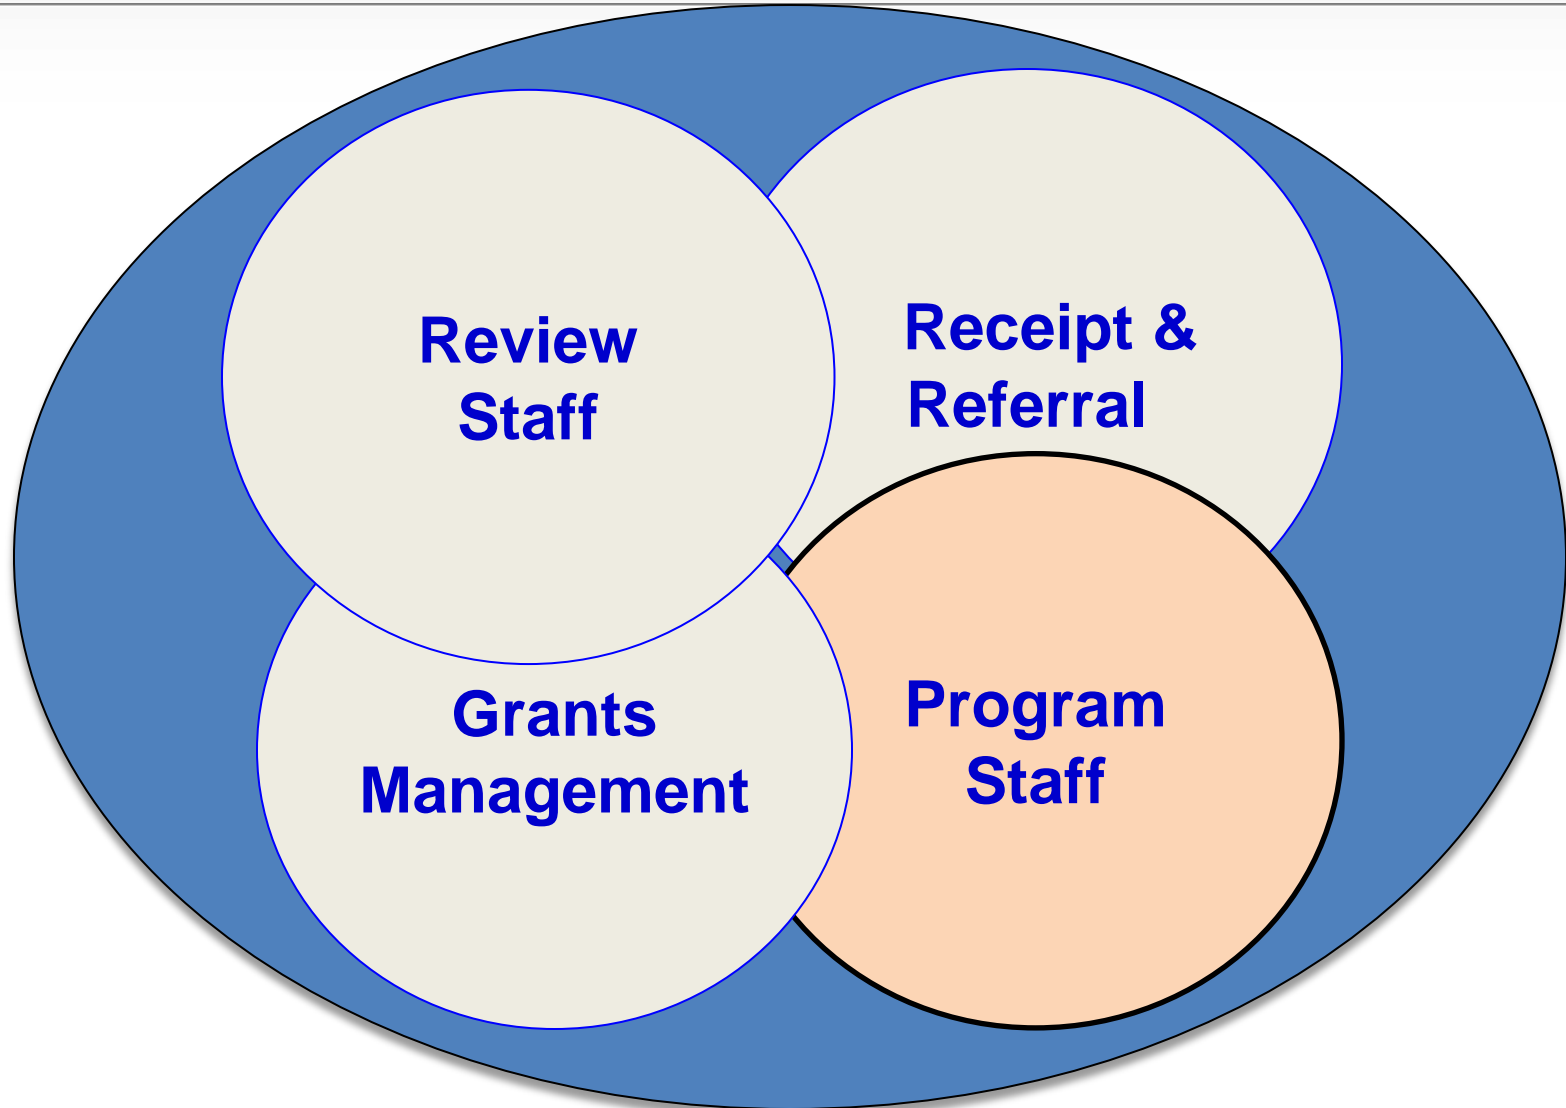 Review
Staff
Receipt &
Referral
Grants
Management
Program
Staff